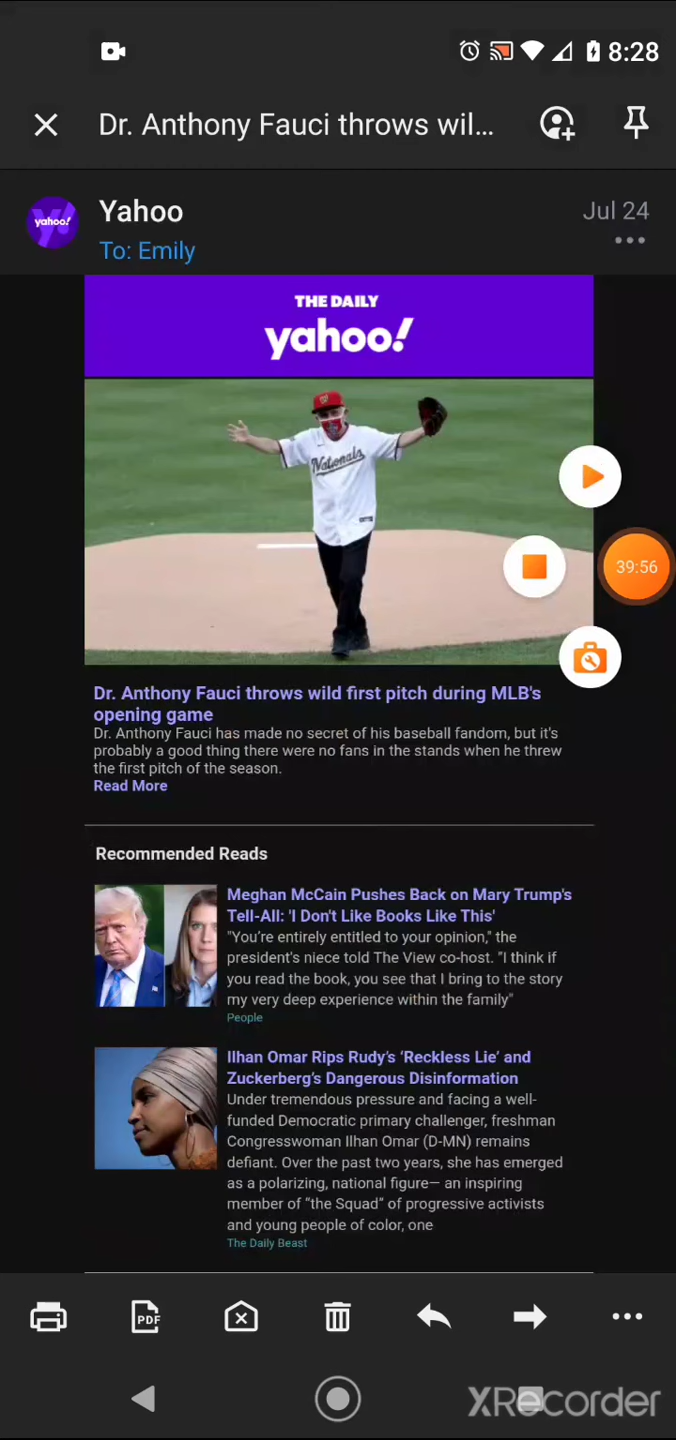 8:28
Dr. Anthony Fauci throws wil...
Yahoo
Jul 24
yahoo!
To: Emily
THE DAILY
yahoo!
Nationals
39:56
Dr. Anthony Fauci throws wild first pitch during MLB's
opening game
Dr. Anthony Fauci has made no secret of his baseball fandom, but it's
probably a good thing there were no fans in the stands when he threw
the first pitch of the season.
Read More
Recommended Reads
Meghan McCain Pushes Back on Mary Trump's
Tell-All: 'I Don't Like Books Like This'
"You’re entitled to your opinion," the
president's niece told The View co-host. "I think if
you read the book, you see that I bring to the story
my very deep experience within the family"
People
Ilhan Omar Rips Rudy’s ‘Reckless Lie’ and
Zuckerberg’s Dangerous Disinformation
Under tremendous pressure and facing a well-
funded Democratic primary challenger, freshman
Congresswoman Ilhan Omar (D-MN) remains
defiant. Over the past two years, she has emerged
as a polarizing, national figure— an inspiring
member of “the Squad” of progressive activists
and young people of color, one
The Daily Beast
PDF
XRecorder